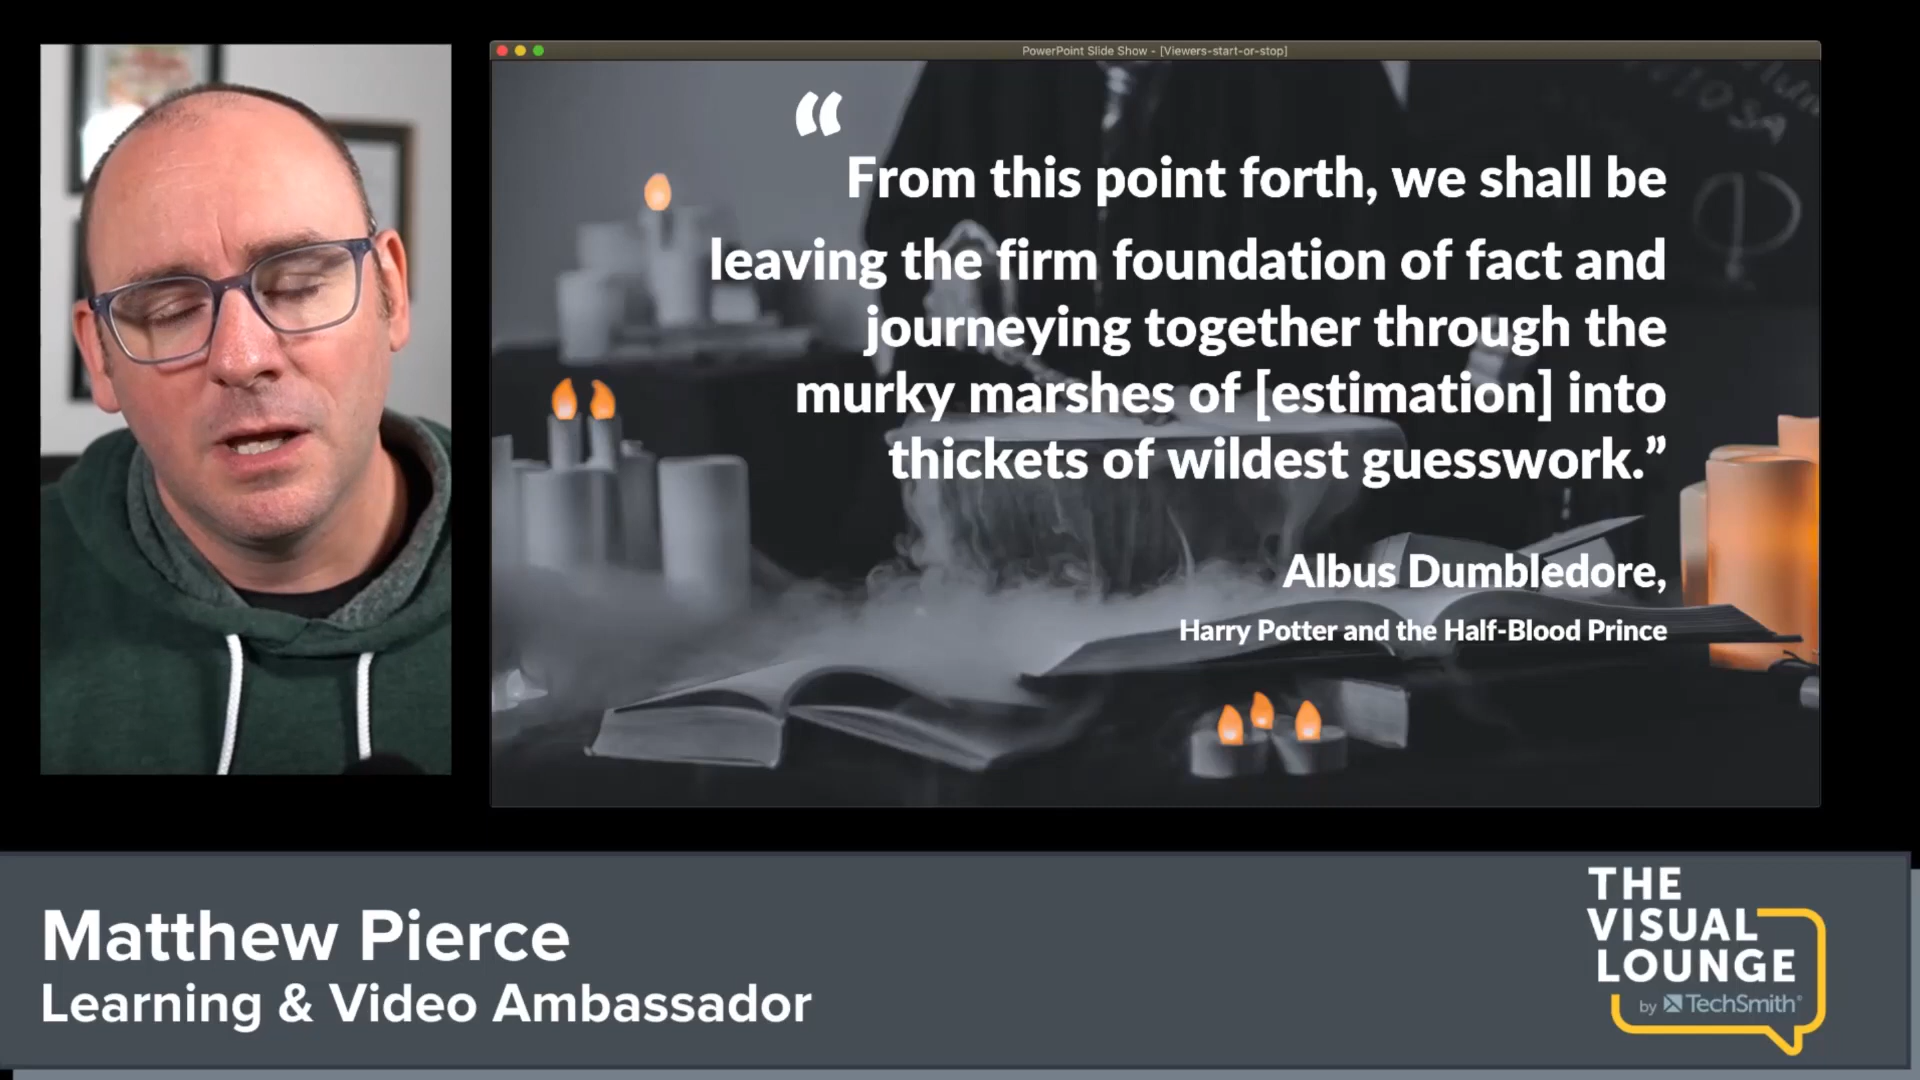 PowerPoint Slide Show - [Viewers-start-or-stop]
“
From this point forth, we shall be
leaving the firm foundation of fact and
journeying together through the
murky marshes of [estimation] into
thickets of wildest guesswork.”
Albus Dumbledore,
Harry Potter and the Half-Blood Prince
Matthew Pierce
Learning & Video Ambassador
THE
VISUAL
LOUNGE
by TechSmith®